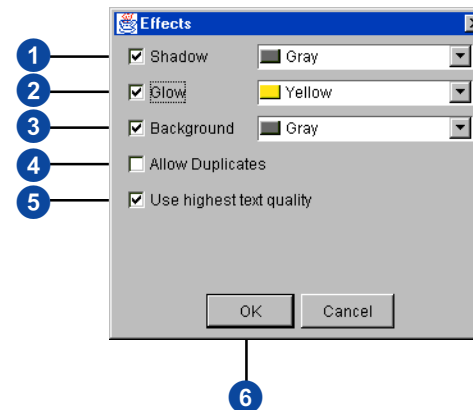 Effects
1 Shadow Gray
2 Glow Yellow
3 Background Gray
4 Allow Duplicates
5 Use highest text quality
OK Cancel
6